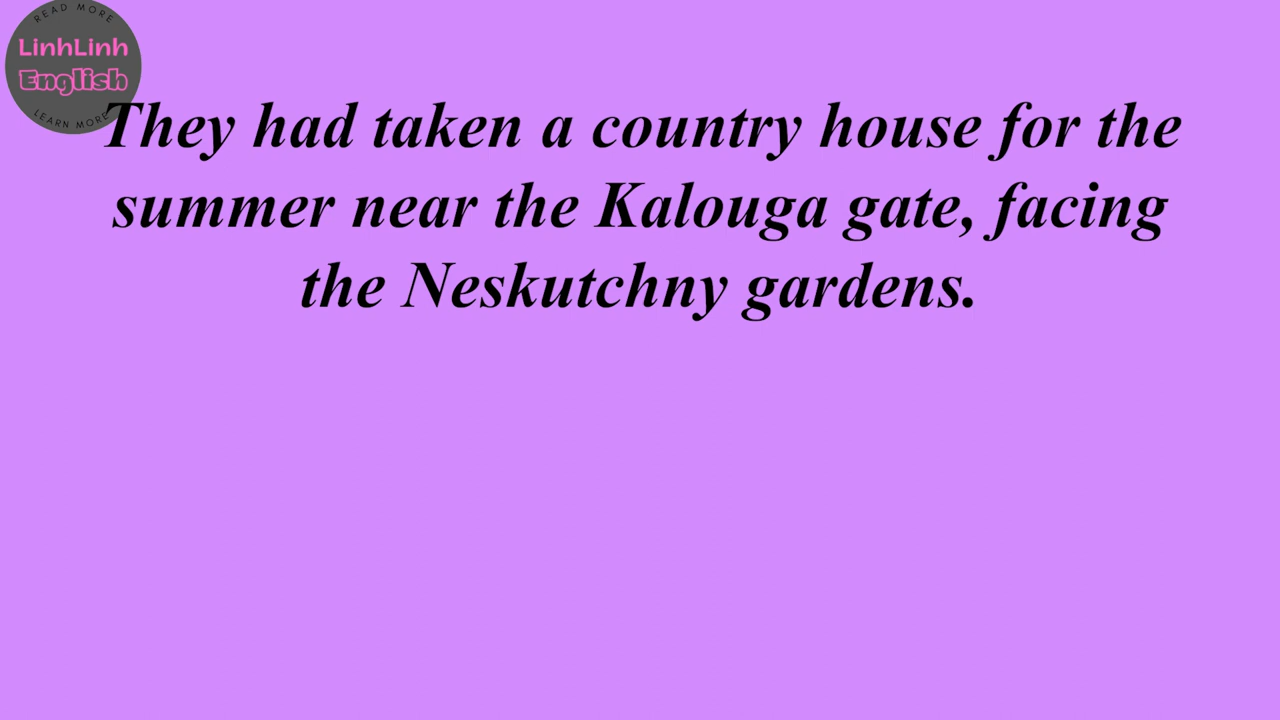 READ MORE
LinhLinh
English
LEARN MORE
They had taken a country house for the
summer near the Kalouga gate, facing
the Neskutchny gardens.